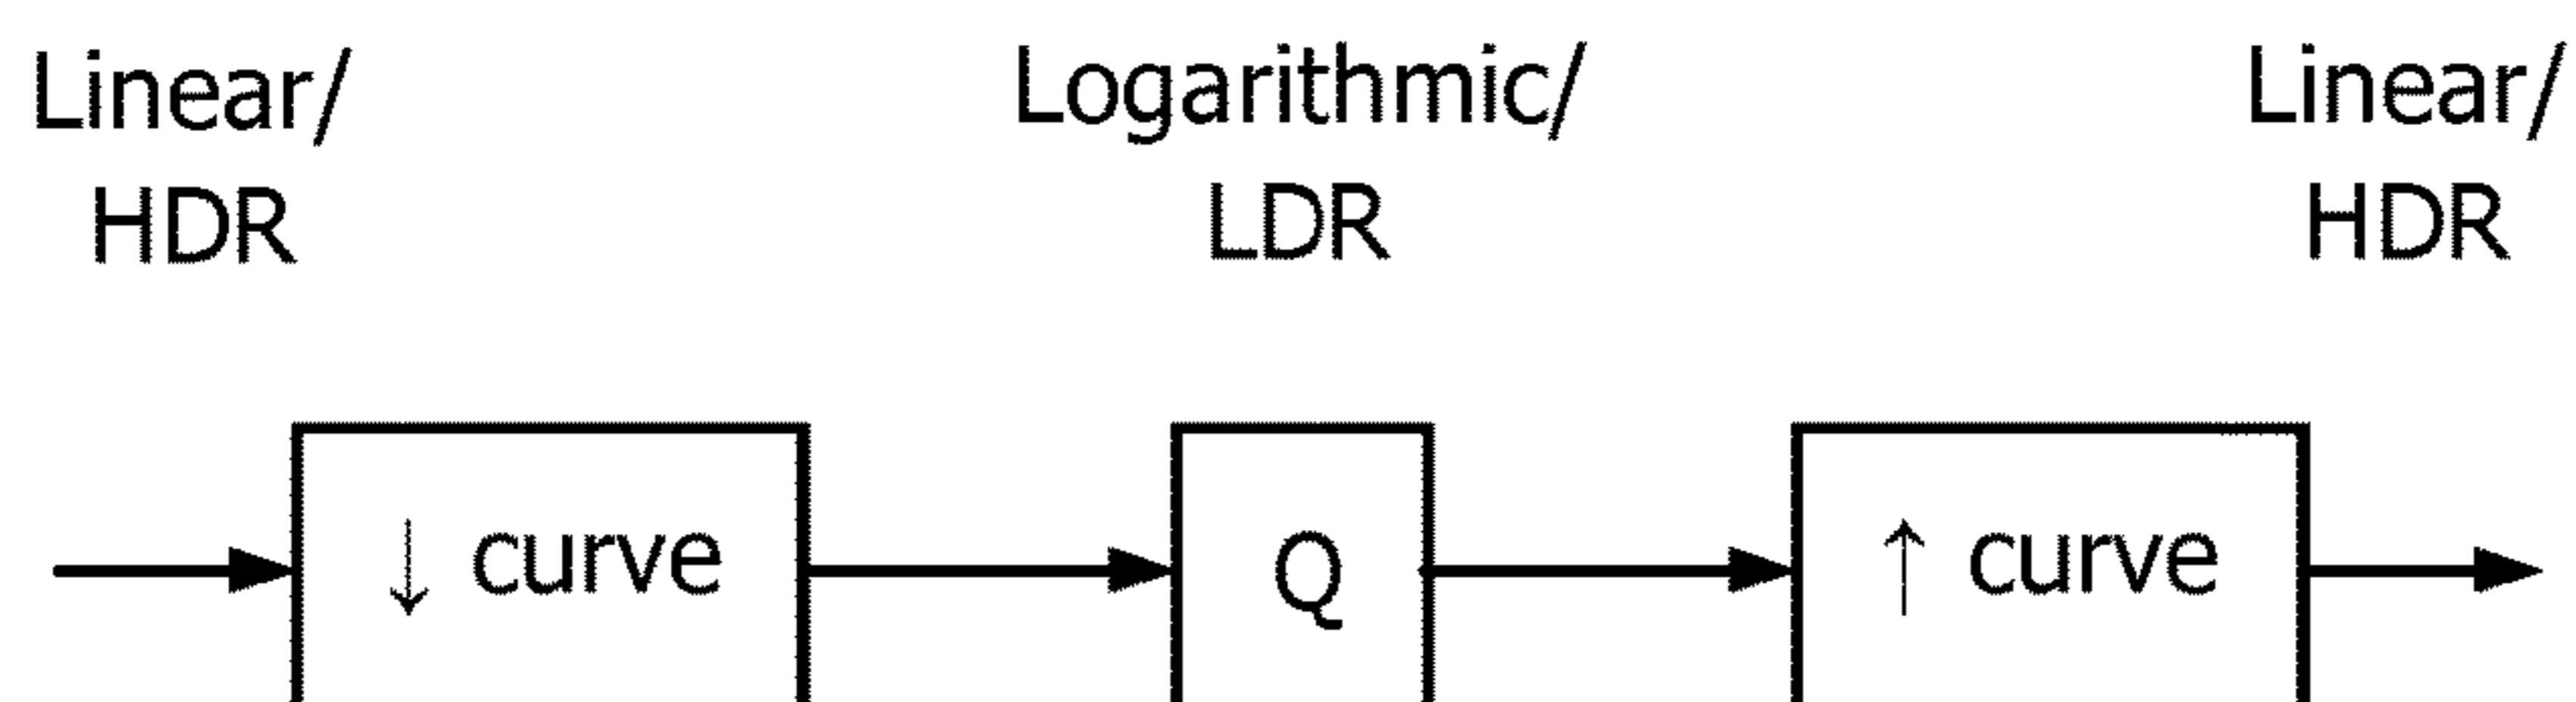 Linear/
HDR
Logarithmic/
LDR
Linear/
HDR
↓ curve
Q
↑ curve